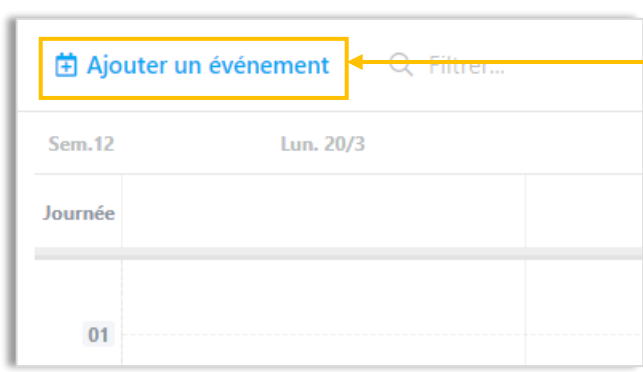 Ajouter un événement
Filtrer...
Sem.12 Lun. 20/3
Journée
01